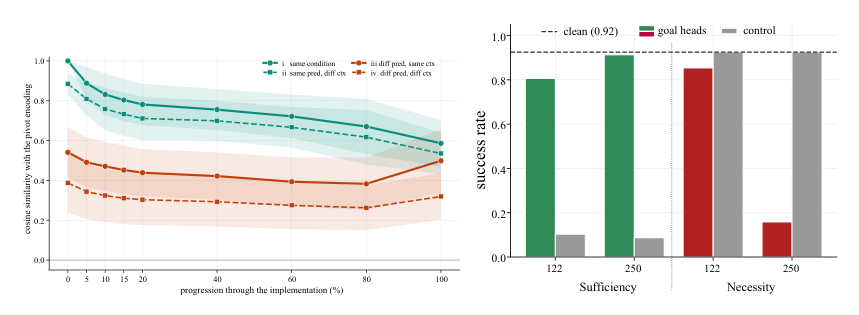 i same condition
ii same pred, diff ctx
iii diff pred, same ctx
iv diff pred, diff ctx
cosine similarity with the pivot encoding
1.0
0.8
0.6
0.4
0.2
0.0
0 5 10 15 20 40 60 80 100
progression through the implementation (%)
clean (0.92) goal heads control
success rate
1.0
0.8
0.6
0.4
0.2
0.0
122 250 122 250
Sufficiency Necessity